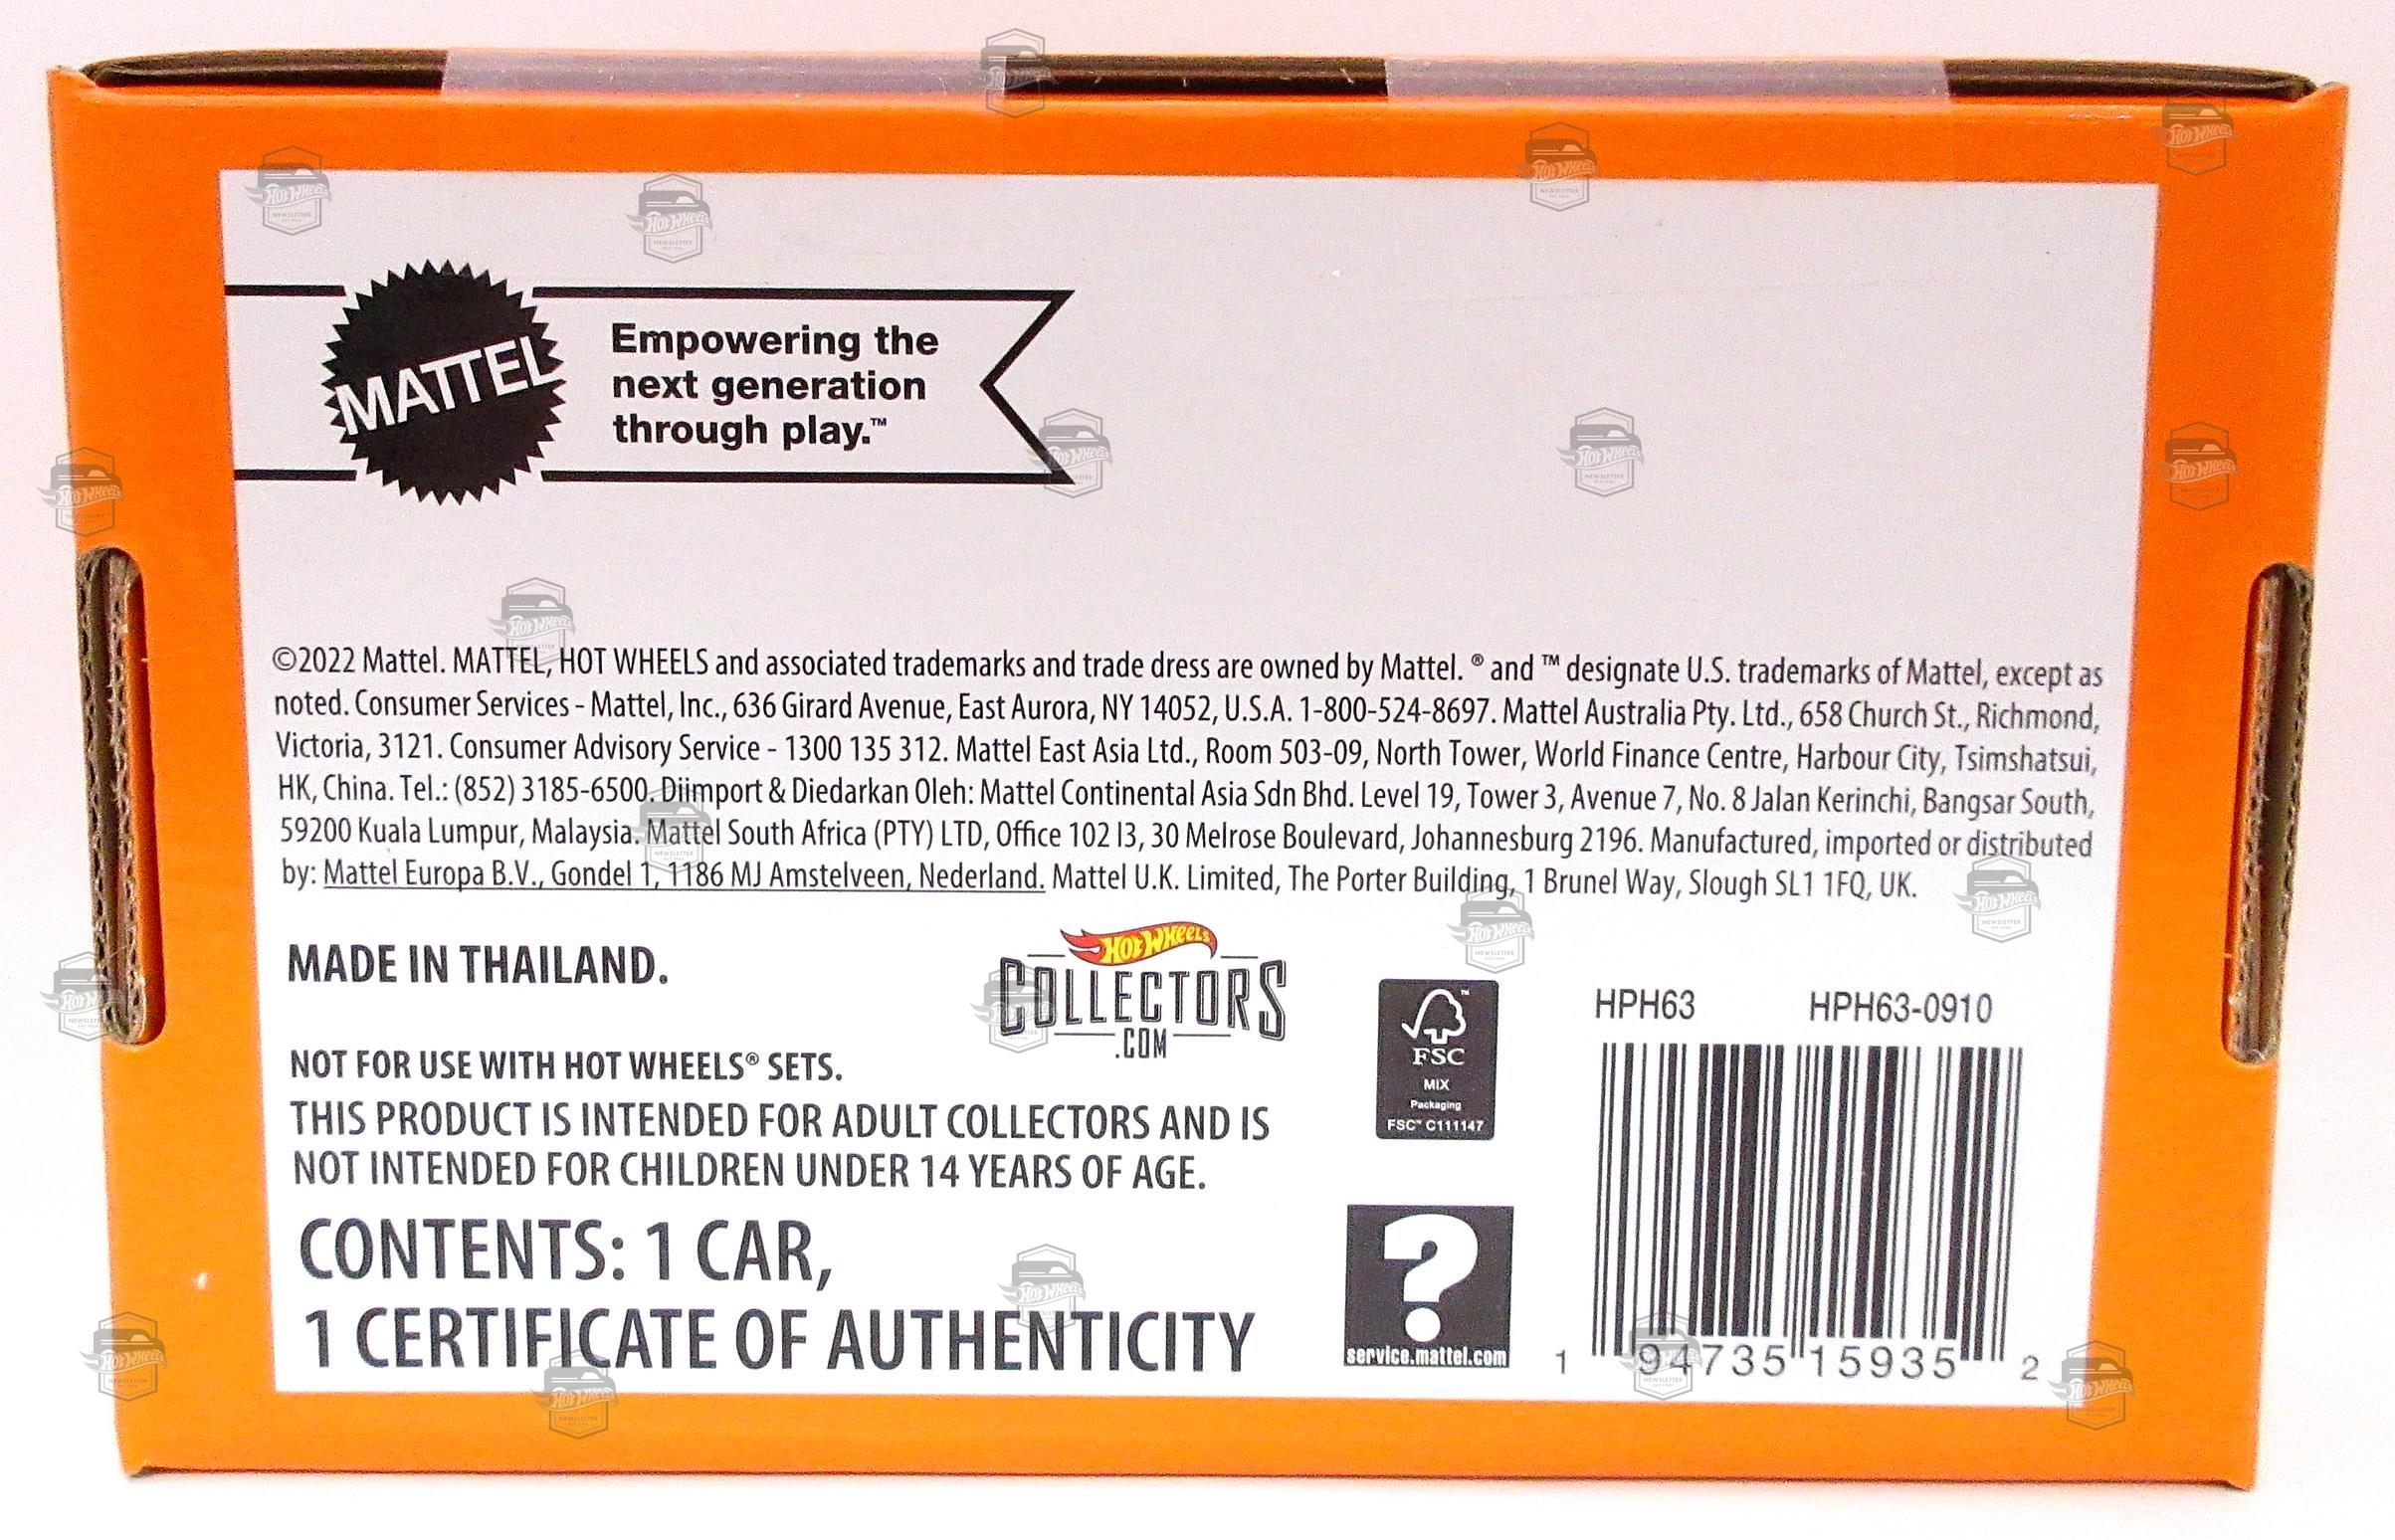 MATTEL
Empowering the
next generation
through play.™
©2022 Mattel. MATTEL, HOT WHEELS and associated trademarks and trade dress are owned by Mattel. ® and ™ designate U.S. trademarks of Mattel, except as
noted. Consumer Services - Mattel, Inc., 636 Girard Avenue, East Aurora, NY 14052, U.S.A. 1-800-524-8697. Mattel Australia Pty. Ltd., 658 Church St., Richmond,
Victoria, 3121. Consumer Advisory Service - 1300 135 312. Mattel East Asia Ltd., Room 503-09, North Tower, World Finance Centre, Harbour City, Tsimshatsui,
HK, China. Tel.: (852) 3185-6500. Diimport & Diedarkan Oleh: Mattel Continental Asia Sdn Bhd. Level 19, Tower 3, Avenue 7, No. 8 Jalan Kerinchi, Bangsar South,
59200 Kuala Lumpur, Malaysia. Mattel South Africa (PTY) LTD, Office 102 I3, 30 Melrose Boulevard, Johannesburg 2196. Manufactured, imported or distributed
by: Mattel Europa B.V., Gondel 1, 1186 MJ Amstelveen, Nederland. Mattel U.K. Limited, The Porter Building, 1 Brunel Way, Slough SL1 1FQ, UK.
MADE IN THAILAND.
HOT WHEELS
COLLECTORS
.COM
NOT FOR USE WITH HOT WHEELS® SETS.
THIS PRODUCT IS INTENDED FOR ADULT COLLECTORS AND IS
NOT INTENDED FOR CHILDREN UNDER 14 YEARS OF AGE.
CONTENTS: 1 CAR,
1 CERTIFICATE OF AUTHENTICITY
™
FSC
MIX
Packaging
FSC™ C111147
?
service.mattel.com
HPH63 HPH63-0910
1 94735 15935 2
HOT WHEELS
NEWSLETTER